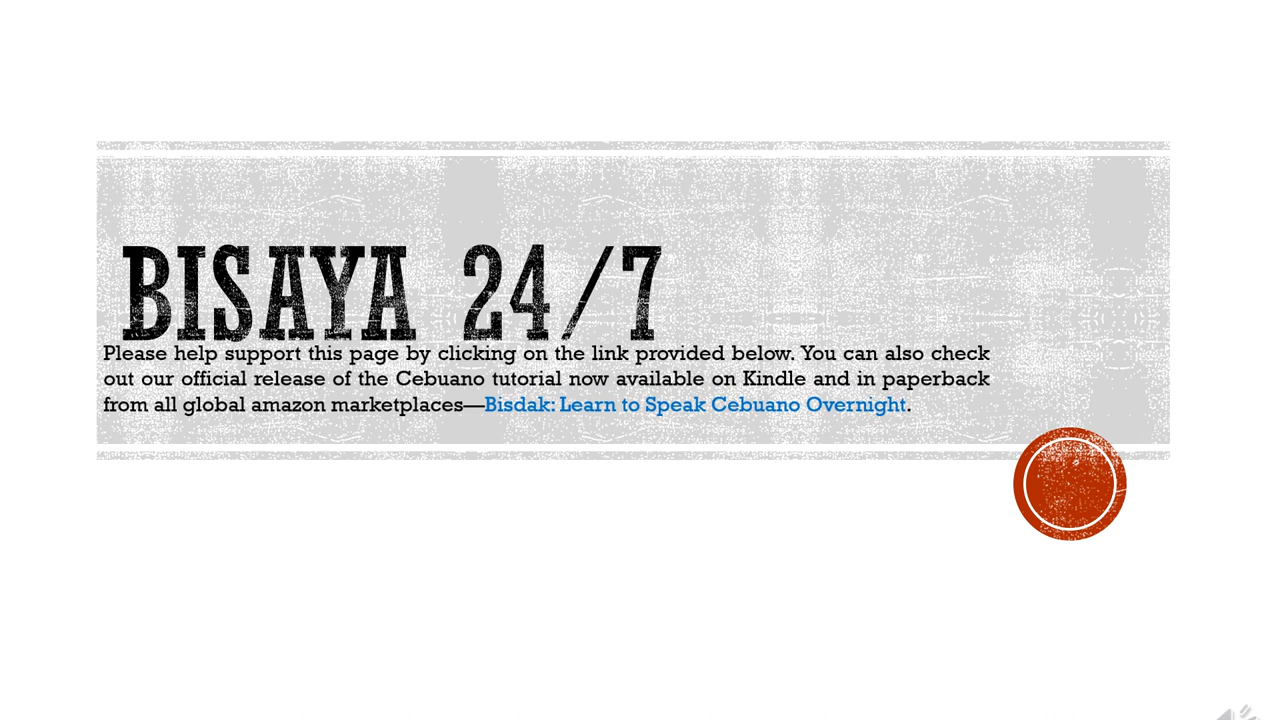 BISAYA 24/7
Please help support this page by clicking on the link provided below. You can also check
out our official release of the Cebuano tutorial now available on Kindle and in paperback
from all global amazon marketplaces—Bisdak: Learn to Speak Cebuano Overnight.